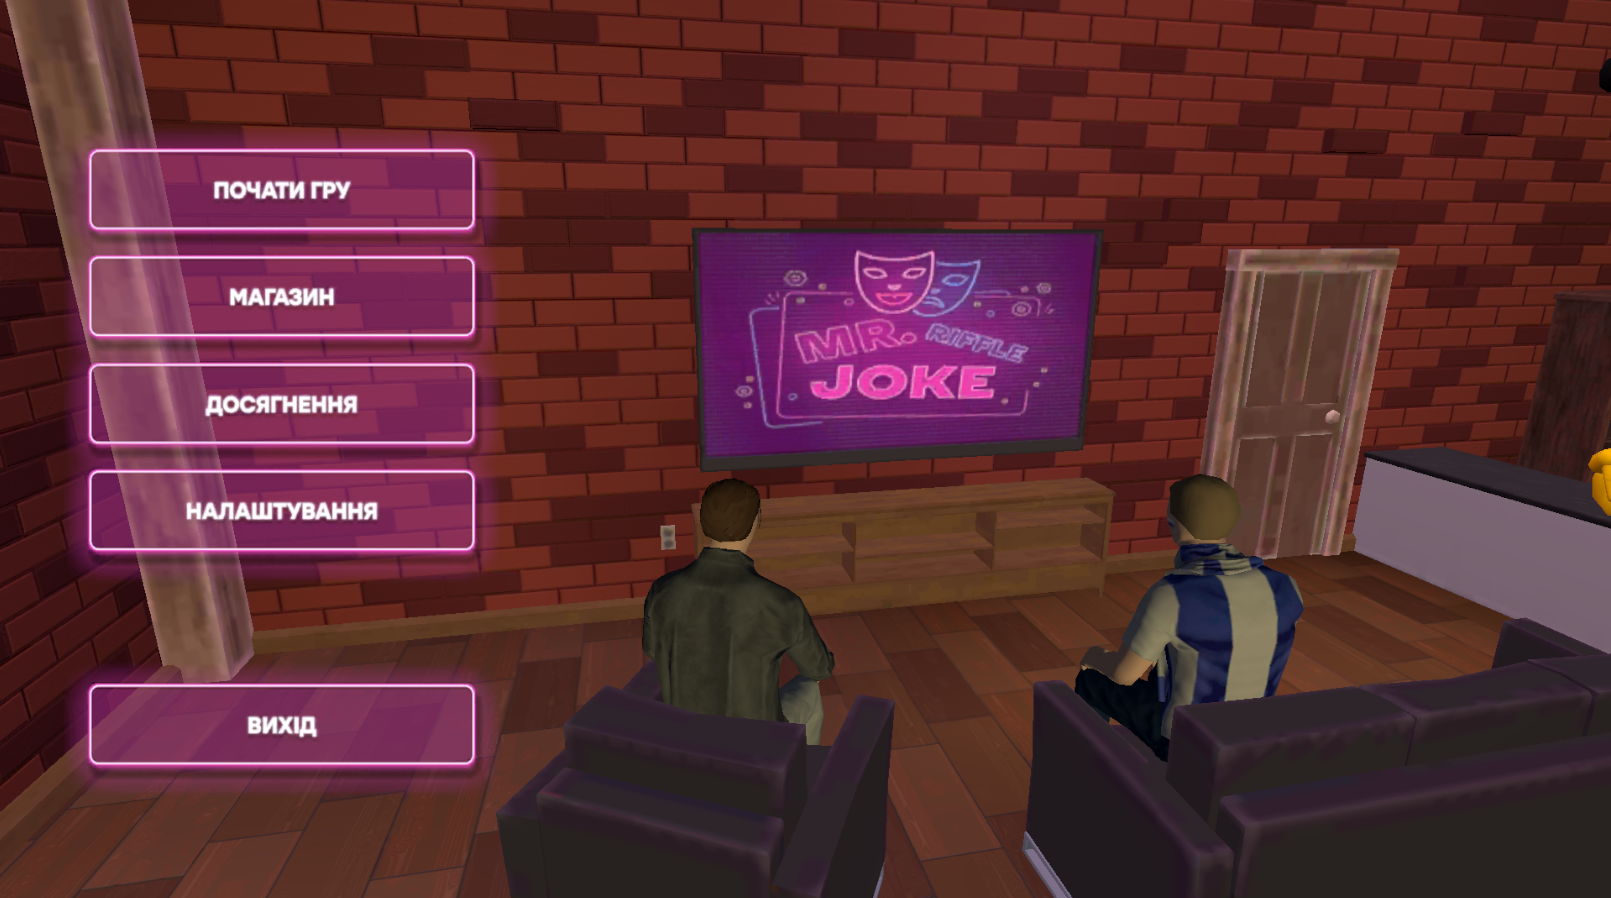 ПОЧАТИ ГРУ
МАГАЗИН
ДОСЯГНЕННЯ
НАЛАШТУВАННЯ
ВИХІД
MR. RIFFLE
JOKE